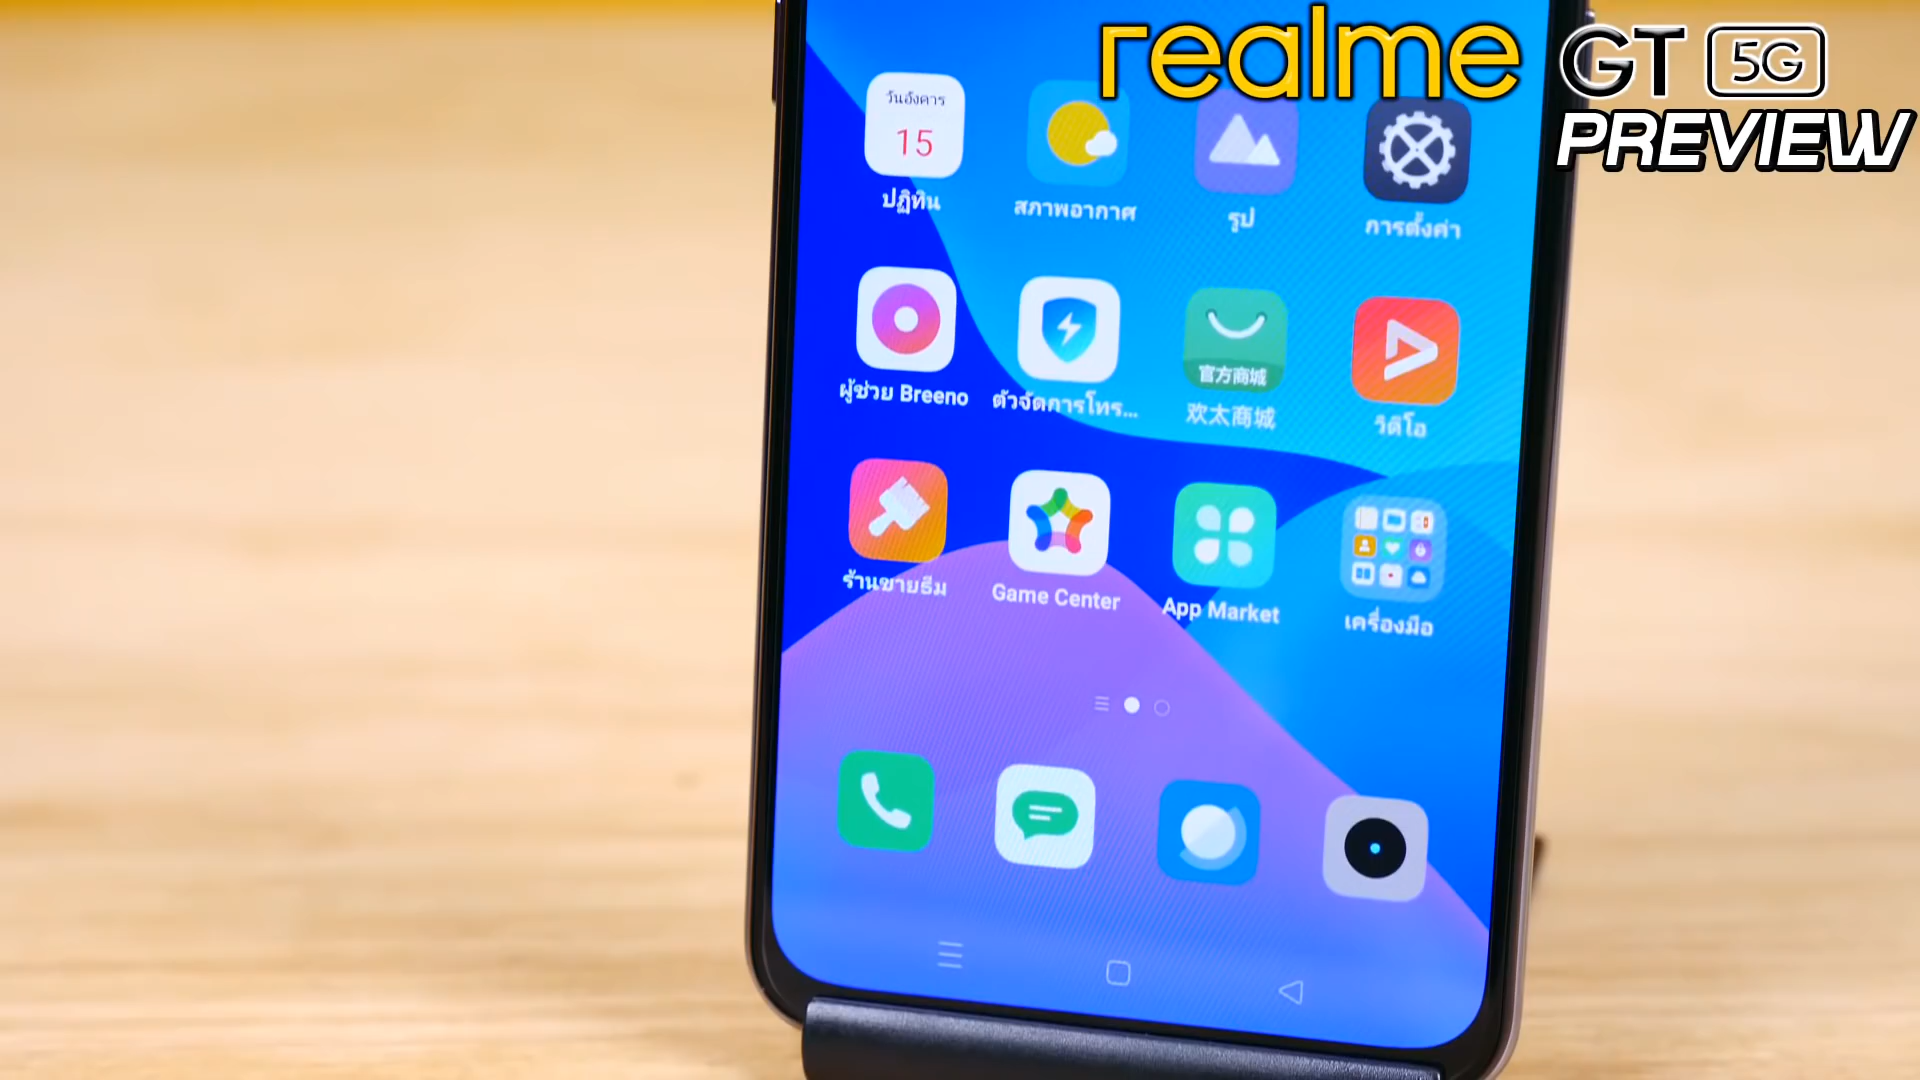 realme GT 5G
PREVIEW
วันอังคาร
15
ปฏิทิน
สภาพอากาศ
รูป
การตั้งค่า
ผู้ช่วย Breeno
ตัวจัดการโทร...
官方商城
欢太商城
วิดีโอ
ร้านขายธีม
Game Center
App Market
เครื่องมือ